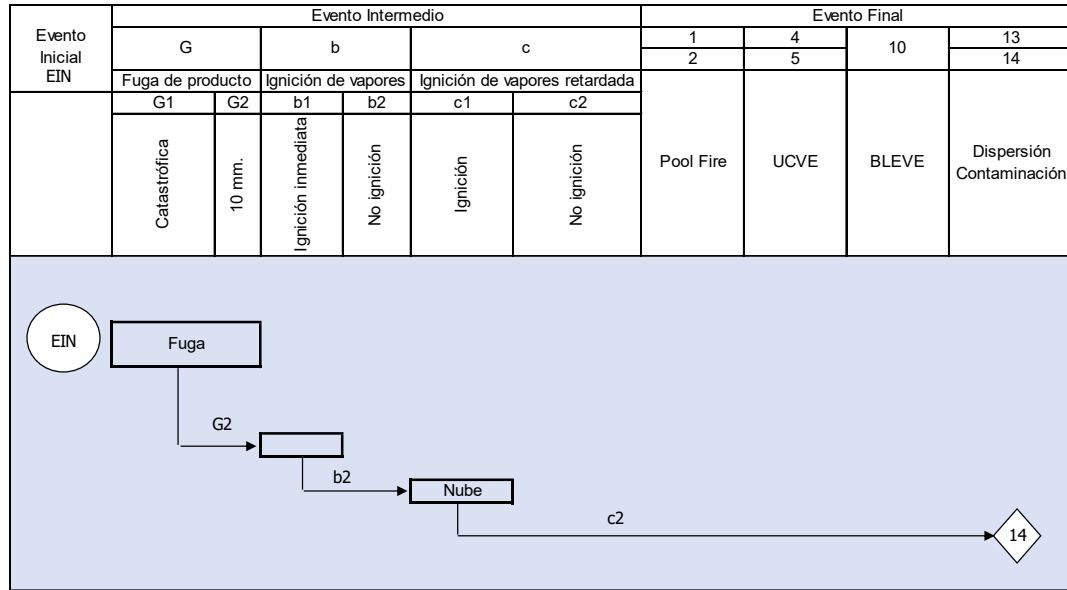 Evento
Inicial
EIN
Evento Intermedio
Evento Final
G
b
c
1
4
10
13
2
5
14
Fuga de producto
Ignición de vapores
Ignición de vapores retardada
G1
G2
b1
b2
c1
c2
Catastrófica
10 mm.
Ignición inmediata
No ignición
Ignición
No ignición
Pool Fire
UCVE
BLEVE
Dispersión
Contaminación
EIN
Fuga
G2
b2
Nube
c2
14